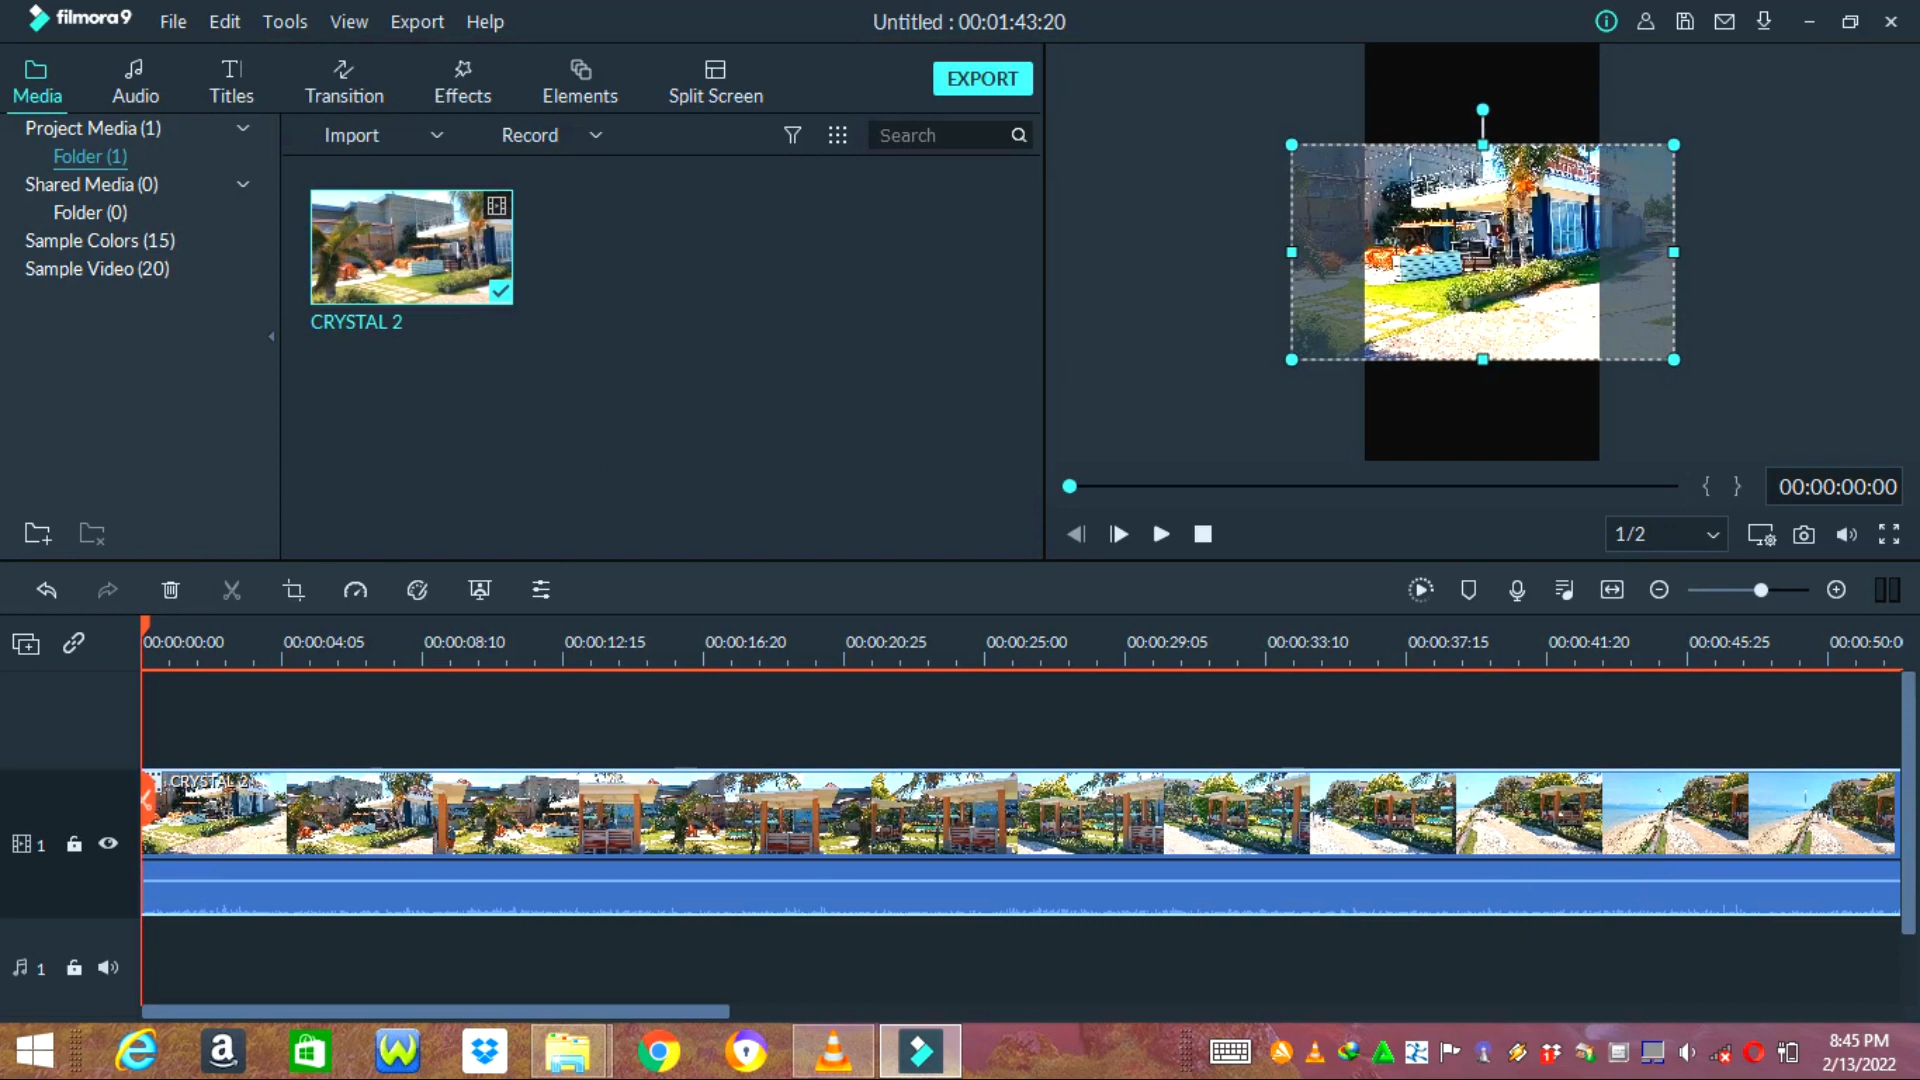 filmora9 File Edit Tools View Export Help Untitled : 00:01:43:20
Media Audio Titles Transition Effects Elements Split Screen EXPORT
Project Media (1)
Folder (1)
Shared Media (0)
Folder (0)
Sample Colors (15)
Sample Video (20)
Import Record Search
CRYSTAL 2
00:00:00:00
1/2
00:00:00:00 00:00:04:05 00:00:08:10 00:00:12:15 00:00:16:20 00:00:20:25 00:00:25:00 00:00:29:05 00:00:33:10 00:00:37:15 00:00:41:20 00:00:45:25 00:00:50:0
CRYSTAL 2
1
1
8:45 PM
2/13/2022